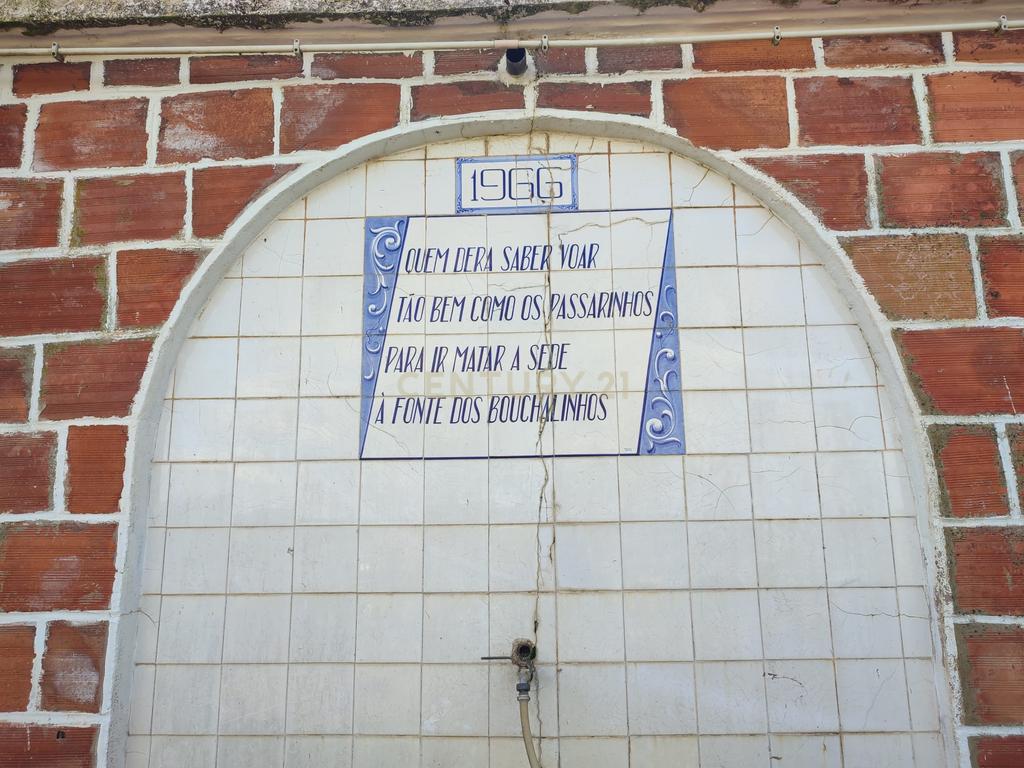 1966
QUEM DERA SABER VOAR
TÃO BEM COMO OS PASSARINHOS
PARA IR MATAR A SEDE
CENTURY 21
À FONTE DOS BOUCHALINHOS